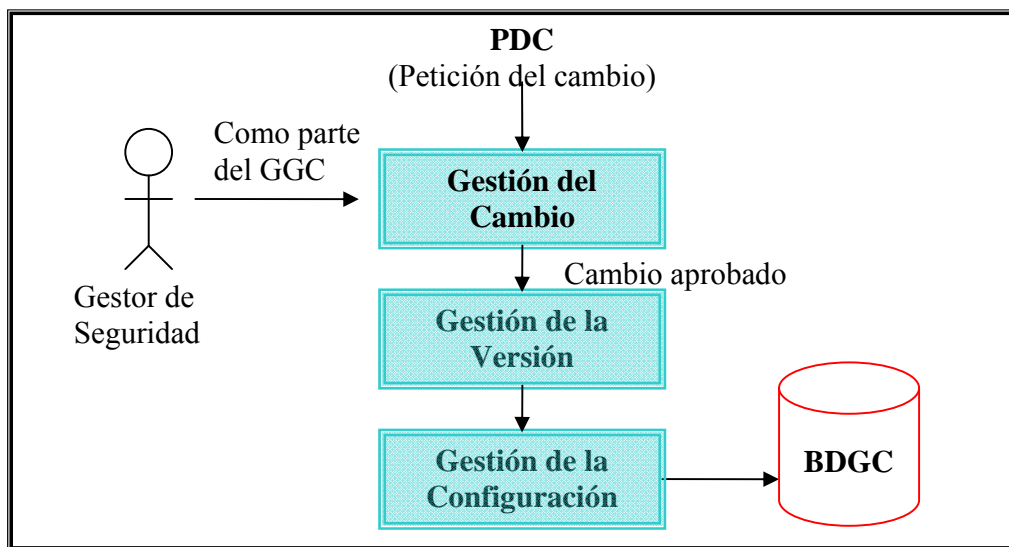 PDC
(Petición del cambio)
Como parte
del GGC
Gestión del
Cambio
Cambio aprobado
Gestor de
Seguridad
Gestión de la
Versión
Gestión de la
Configuración
BDGC